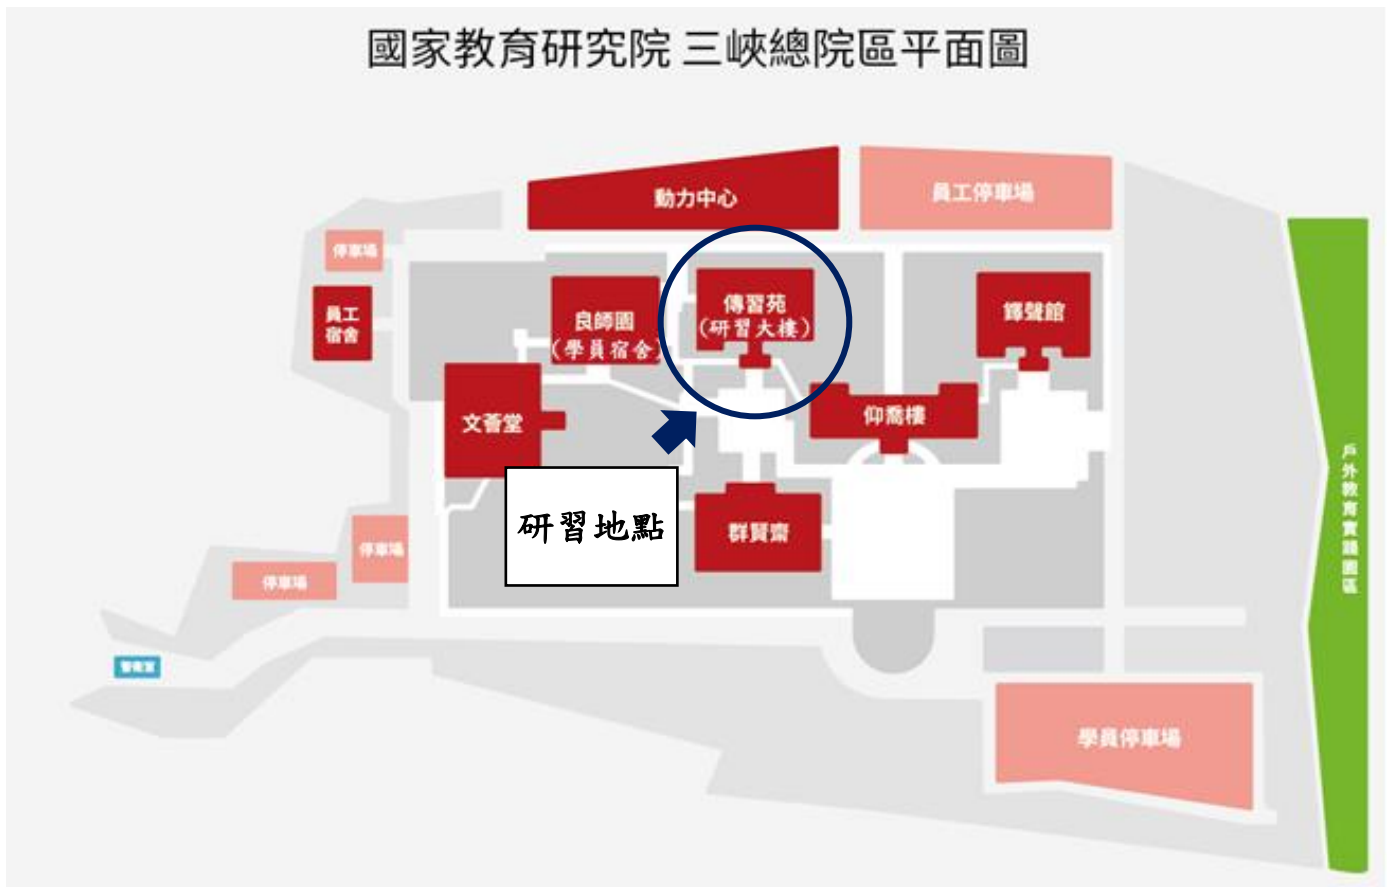 國家教育研究院 三峽總院區平面圖
動力中心
員工停車場
停車場
員工
宿舍
良師園
(學員宿舍)
傳習苑
(研習大樓)
鐸聲館
文薈堂
仰喬樓
研習地點
群賢齋
停車場
停車場
警衛室
戶外教育實踐園區
學員停車場